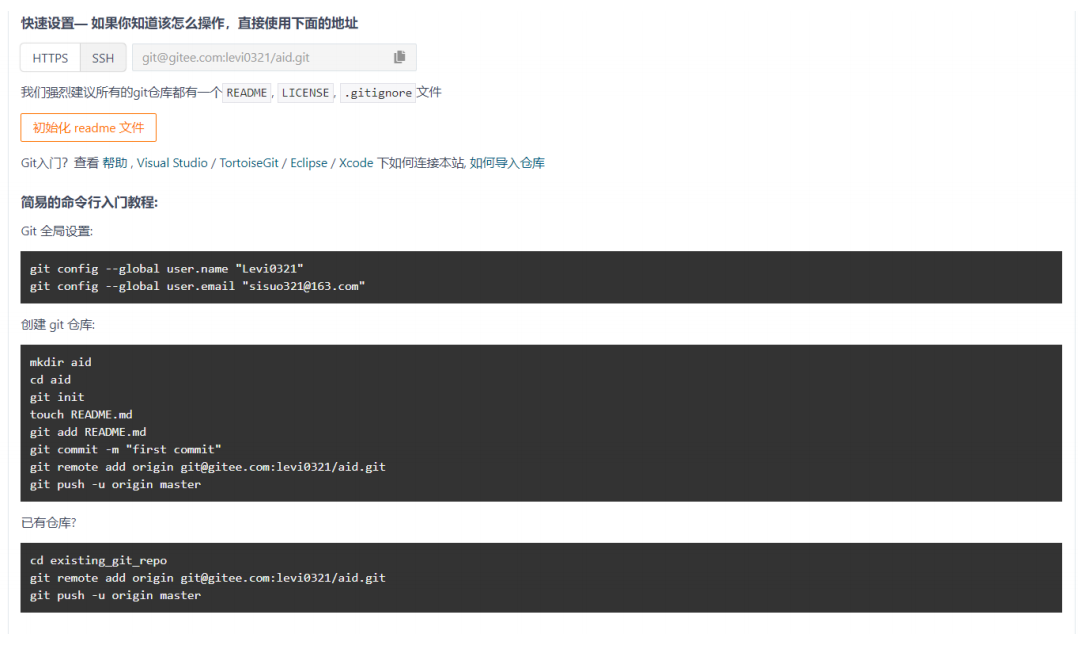 快速设置— 如果你知道该怎么操作，直接使用下面的地址
HTTPS SSH git@gitee.com:levi0321/aid.git
我们强烈建议所有的git仓库都有一个 README , LICENSE , .gitignore 文件
初始化 readme 文件
Git入门？查看 帮助 , Visual Studio / TortoiseGit / Eclipse / Xcode 下如何连接本站, 如何导入仓库
简易的命令行入门教程:
Git 全局设置:
git config --global user.name "Levi0321"
git config --global user.email "sisuo321@163.com"
创建 git 仓库:
mkdir aid
cd aid
git init
touch README.md
git add README.md
git commit -m "first commit"
git remote add origin git@gitee.com:levi0321/aid.git
git push -u origin master
已有仓库?
cd existing_git_repo
git remote add origin git@gitee.com:levi0321/aid.git
git push -u origin master